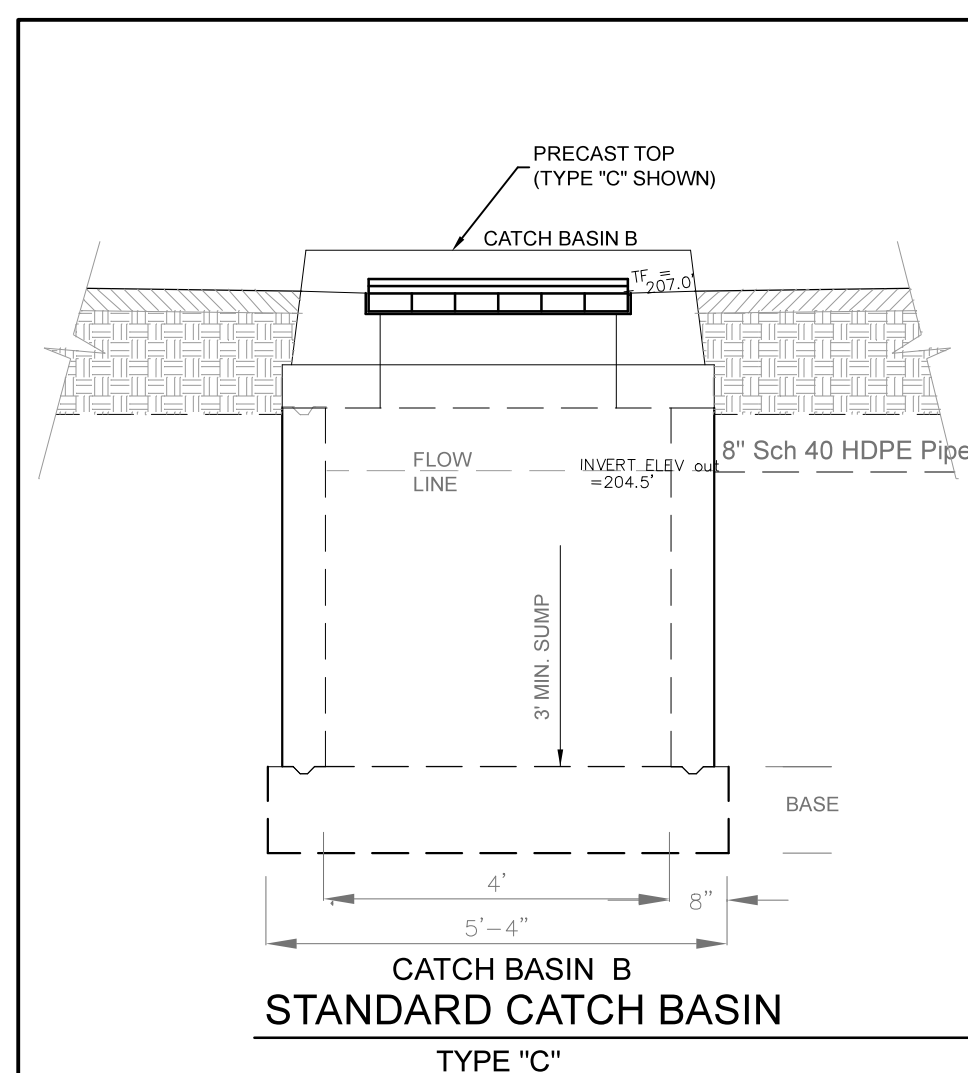 PRECAST TOP
(TYPE "C" SHOWN)
CATCH BASIN B
TF =
207.0'
8" Sch 40 HDPE Pipe
FLOW
LINE
INVERT ELEV out
=204.5'
3' MIN. SUMP
BASE
4'
8"
5'-4"
CATCH BASIN B
STANDARD CATCH BASIN
TYPE "C"